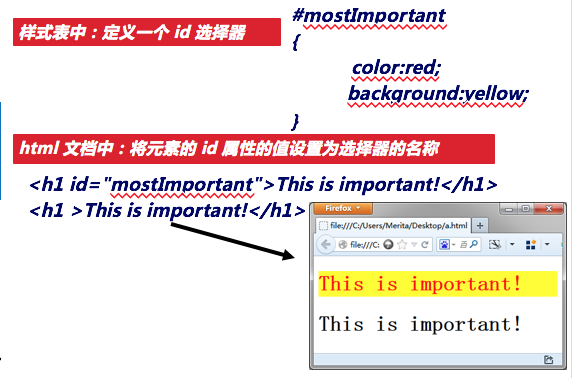 样式表中：定义一个 id 选择器
#mostImportant
{
color:red;
background:yellow;
}
html 文档中：将元素的 id 属性的值设置为选择器的名称
<h1 id="mostImportant">This is important!</h1>
<h1 >This is important!</h1>
Firefox
file:///C:/Users/Merita/Desktop/a.html
file:///C:
百度
This is important!
This is important!